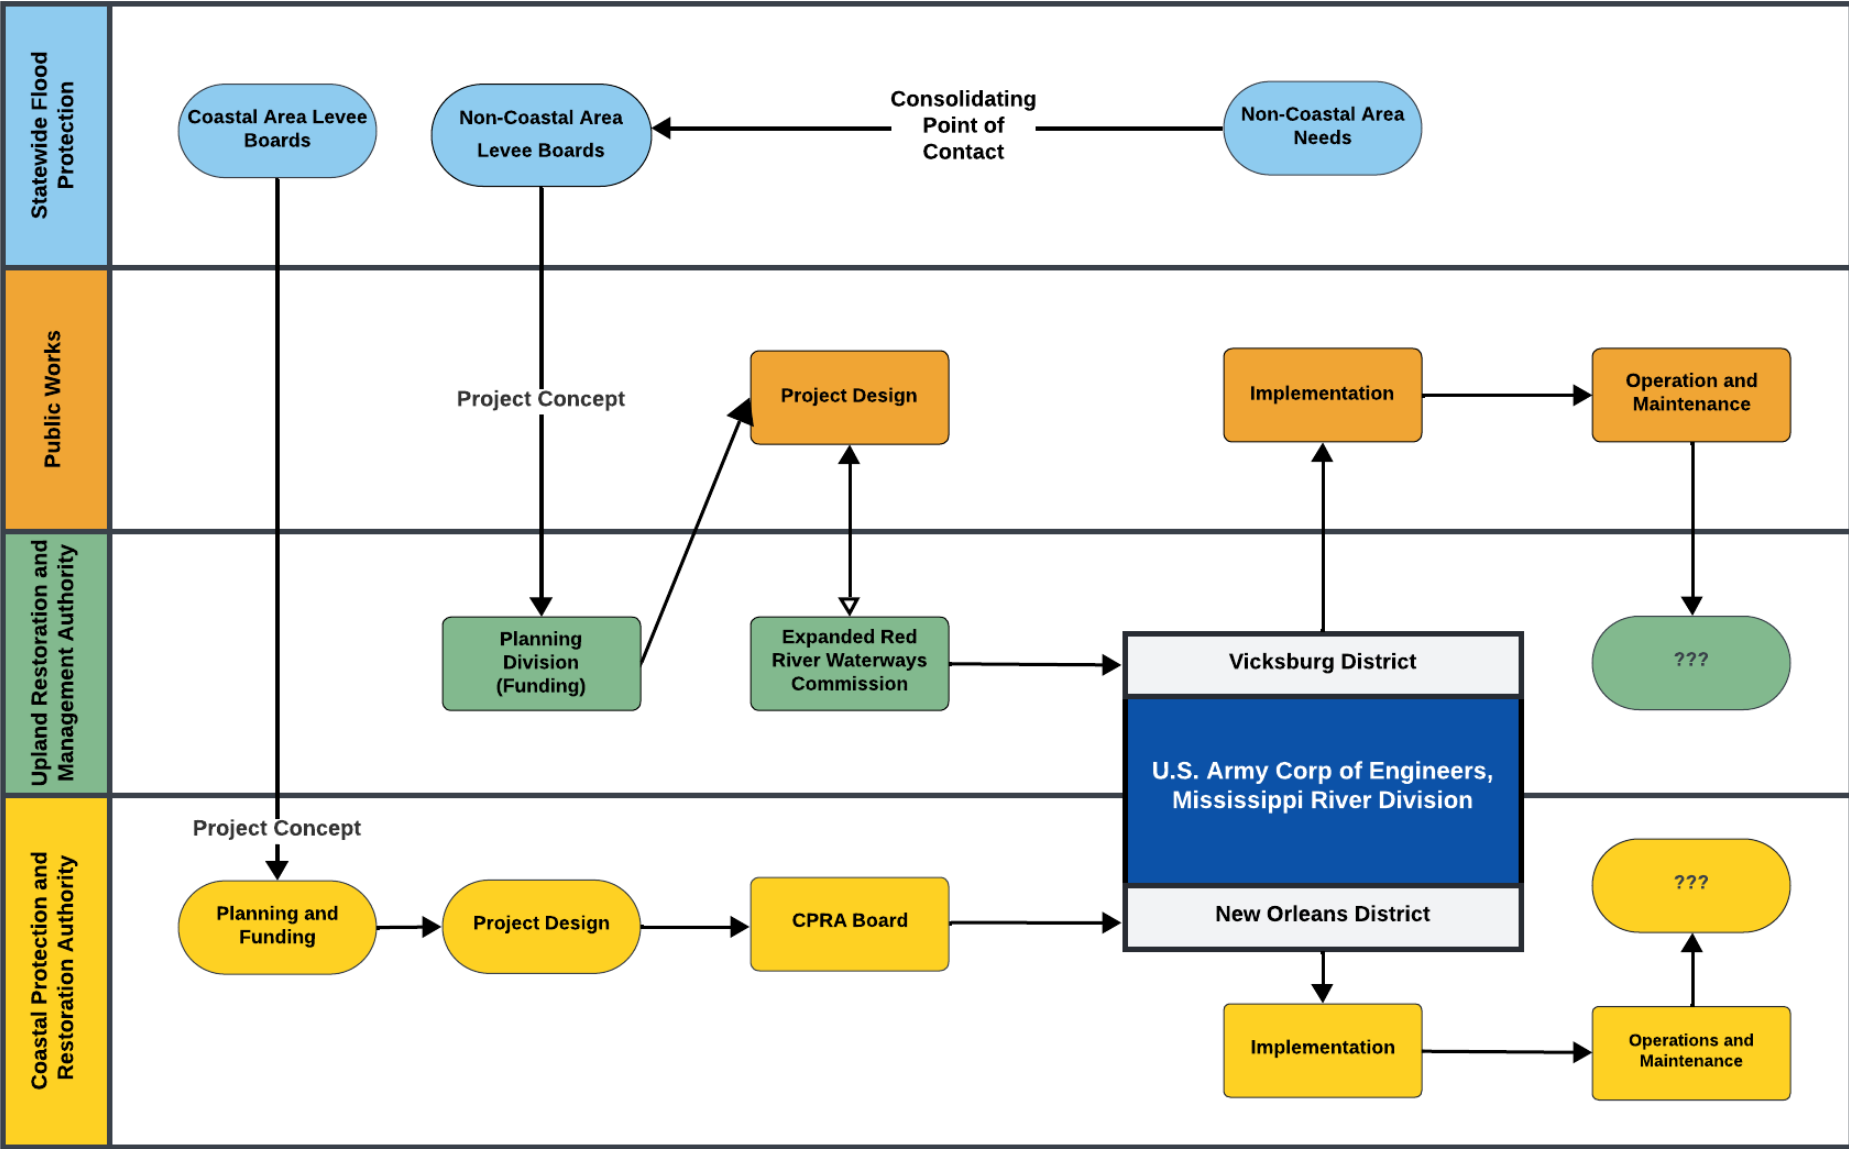 Statewide Flood
Protection
Coastal Area Levee
Boards
Non-Coastal Area
Levee Boards
Consolidating
Point of
Contact
Non-Coastal Area
Needs
Public Works
Project Concept
Project Design
Implementation
Operation and
Maintenance
Upland Restoration and
Management Authority
Planning
Division
(Funding)
Expanded Red
River Waterways
Commission
Vicksburg District
???
U.S. Army Corp of Engineers,
Mississippi River Division
New Orleans District
Coastal Protection and
Restoration Authority
Project Concept
Planning and
Funding
Project Design
CPRA Board
???
Implementation
Operations and
Maintenance